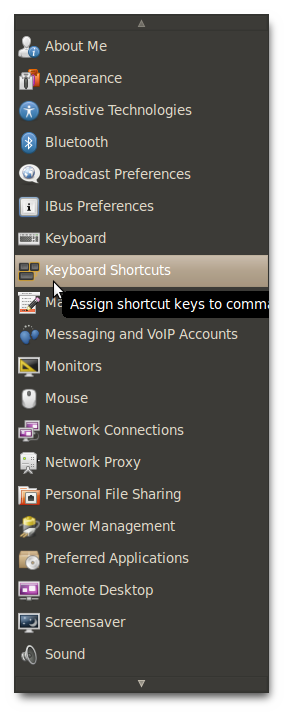 About Me
Appearance
Assistive Technologies
Bluetooth
Broadcast Preferences
IBus Preferences
Keyboard
Keyboard Shortcuts
Assign shortcut keys to comma
Messaging and VoIP Accounts
Monitors
Mouse
Network Connections
Network Proxy
Personal File Sharing
Power Management
Preferred Applications
Remote Desktop
Screensaver
Sound